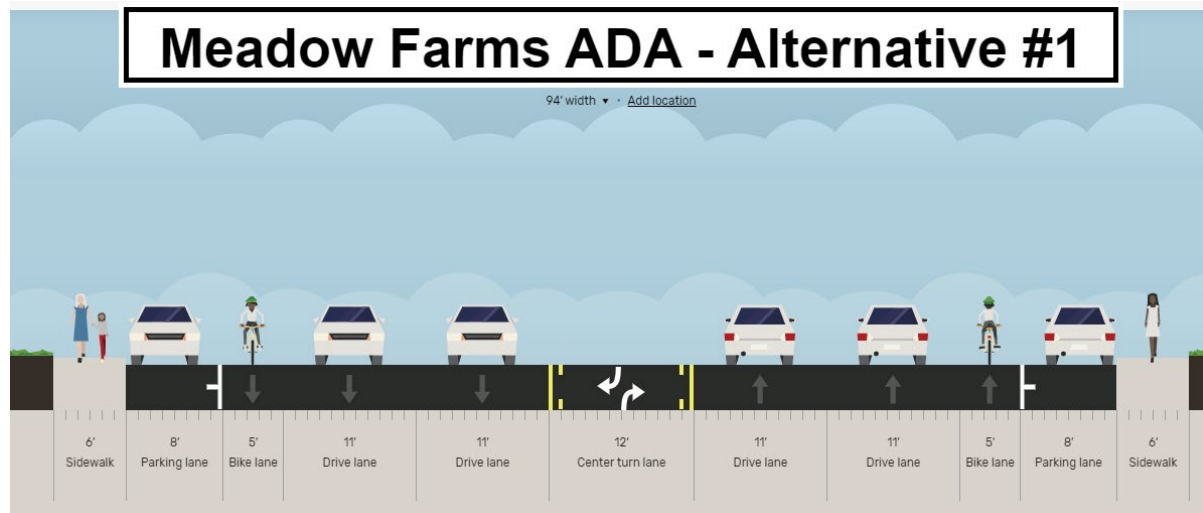 Meadow Farms ADA - Alternative #1
94' width ▾ · Add location
6' 8' 5' 11' 11' 12' 11' 11' 5' 8' 6'
Sidewalk Parking lane Bike lane Drive lane Drive lane Center turn lane Drive lane Drive lane Bike lane Parking lane Sidewalk